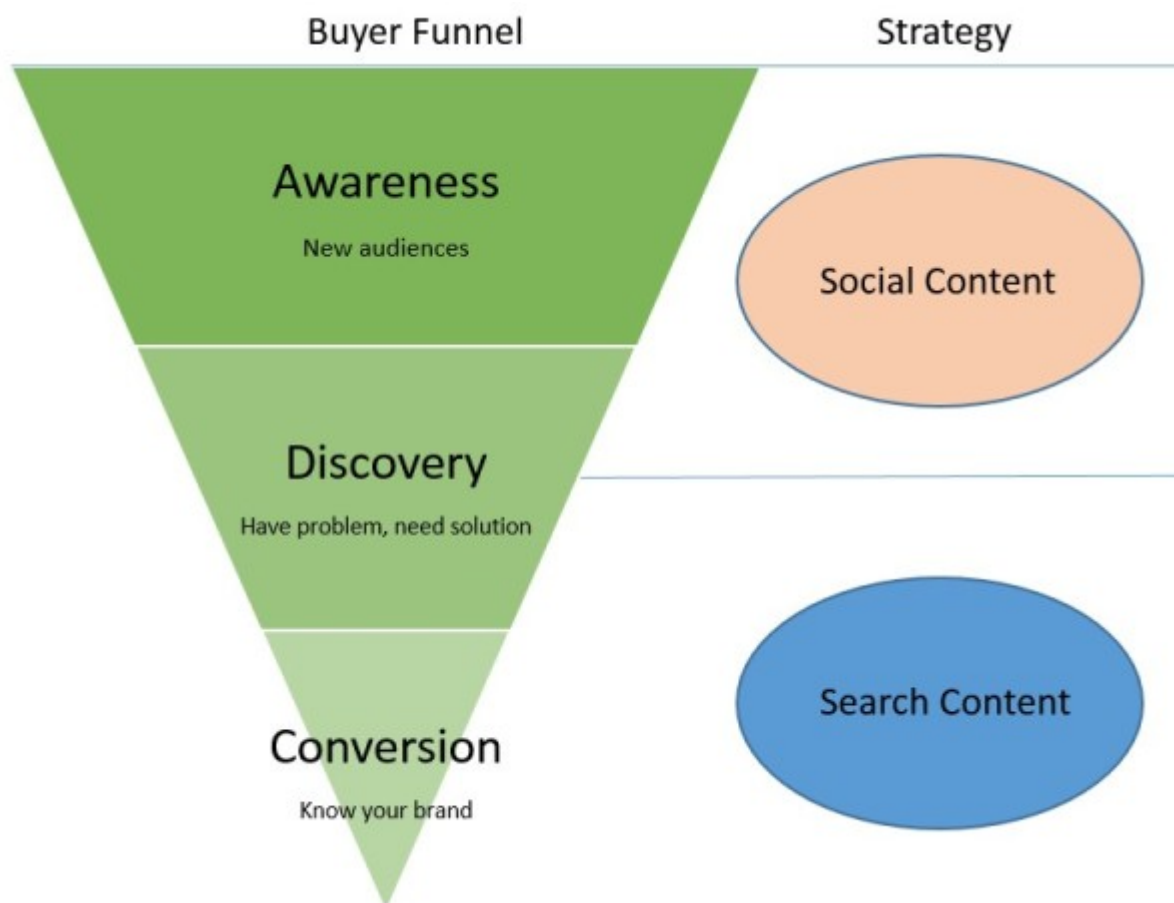 Buyer Funnel
Strategy
Awareness
New audiences
Social Content
Discovery
Have problem, need solution
Search Content
Conversion
Know your brand